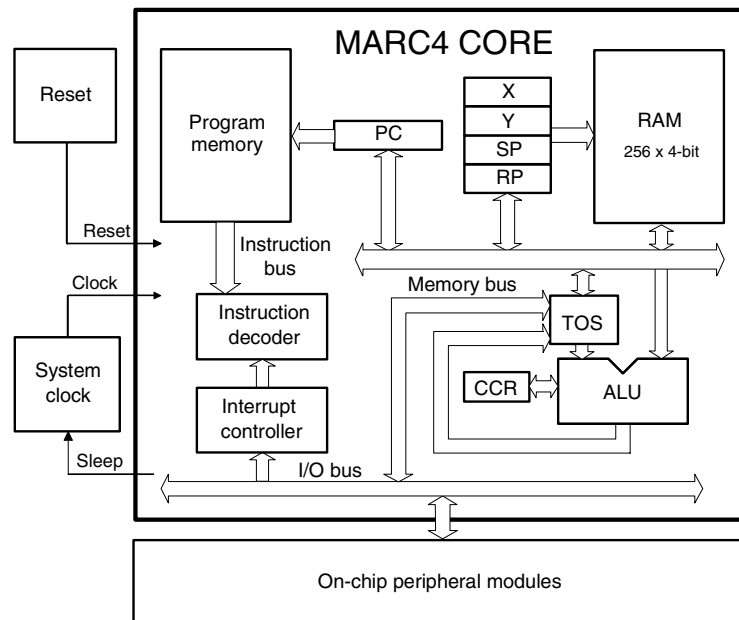 MARC4 CORE
Reset
Program
memory
PC
X
Y
SP
RP
RAM
256 x 4-bit
Reset
Instruction
bus
Clock
Memory bus
Instruction
decoder
TOS
System
clock
CCR
ALU
Interrupt
controller
Sleep
I/O bus
On-chip peripheral modules